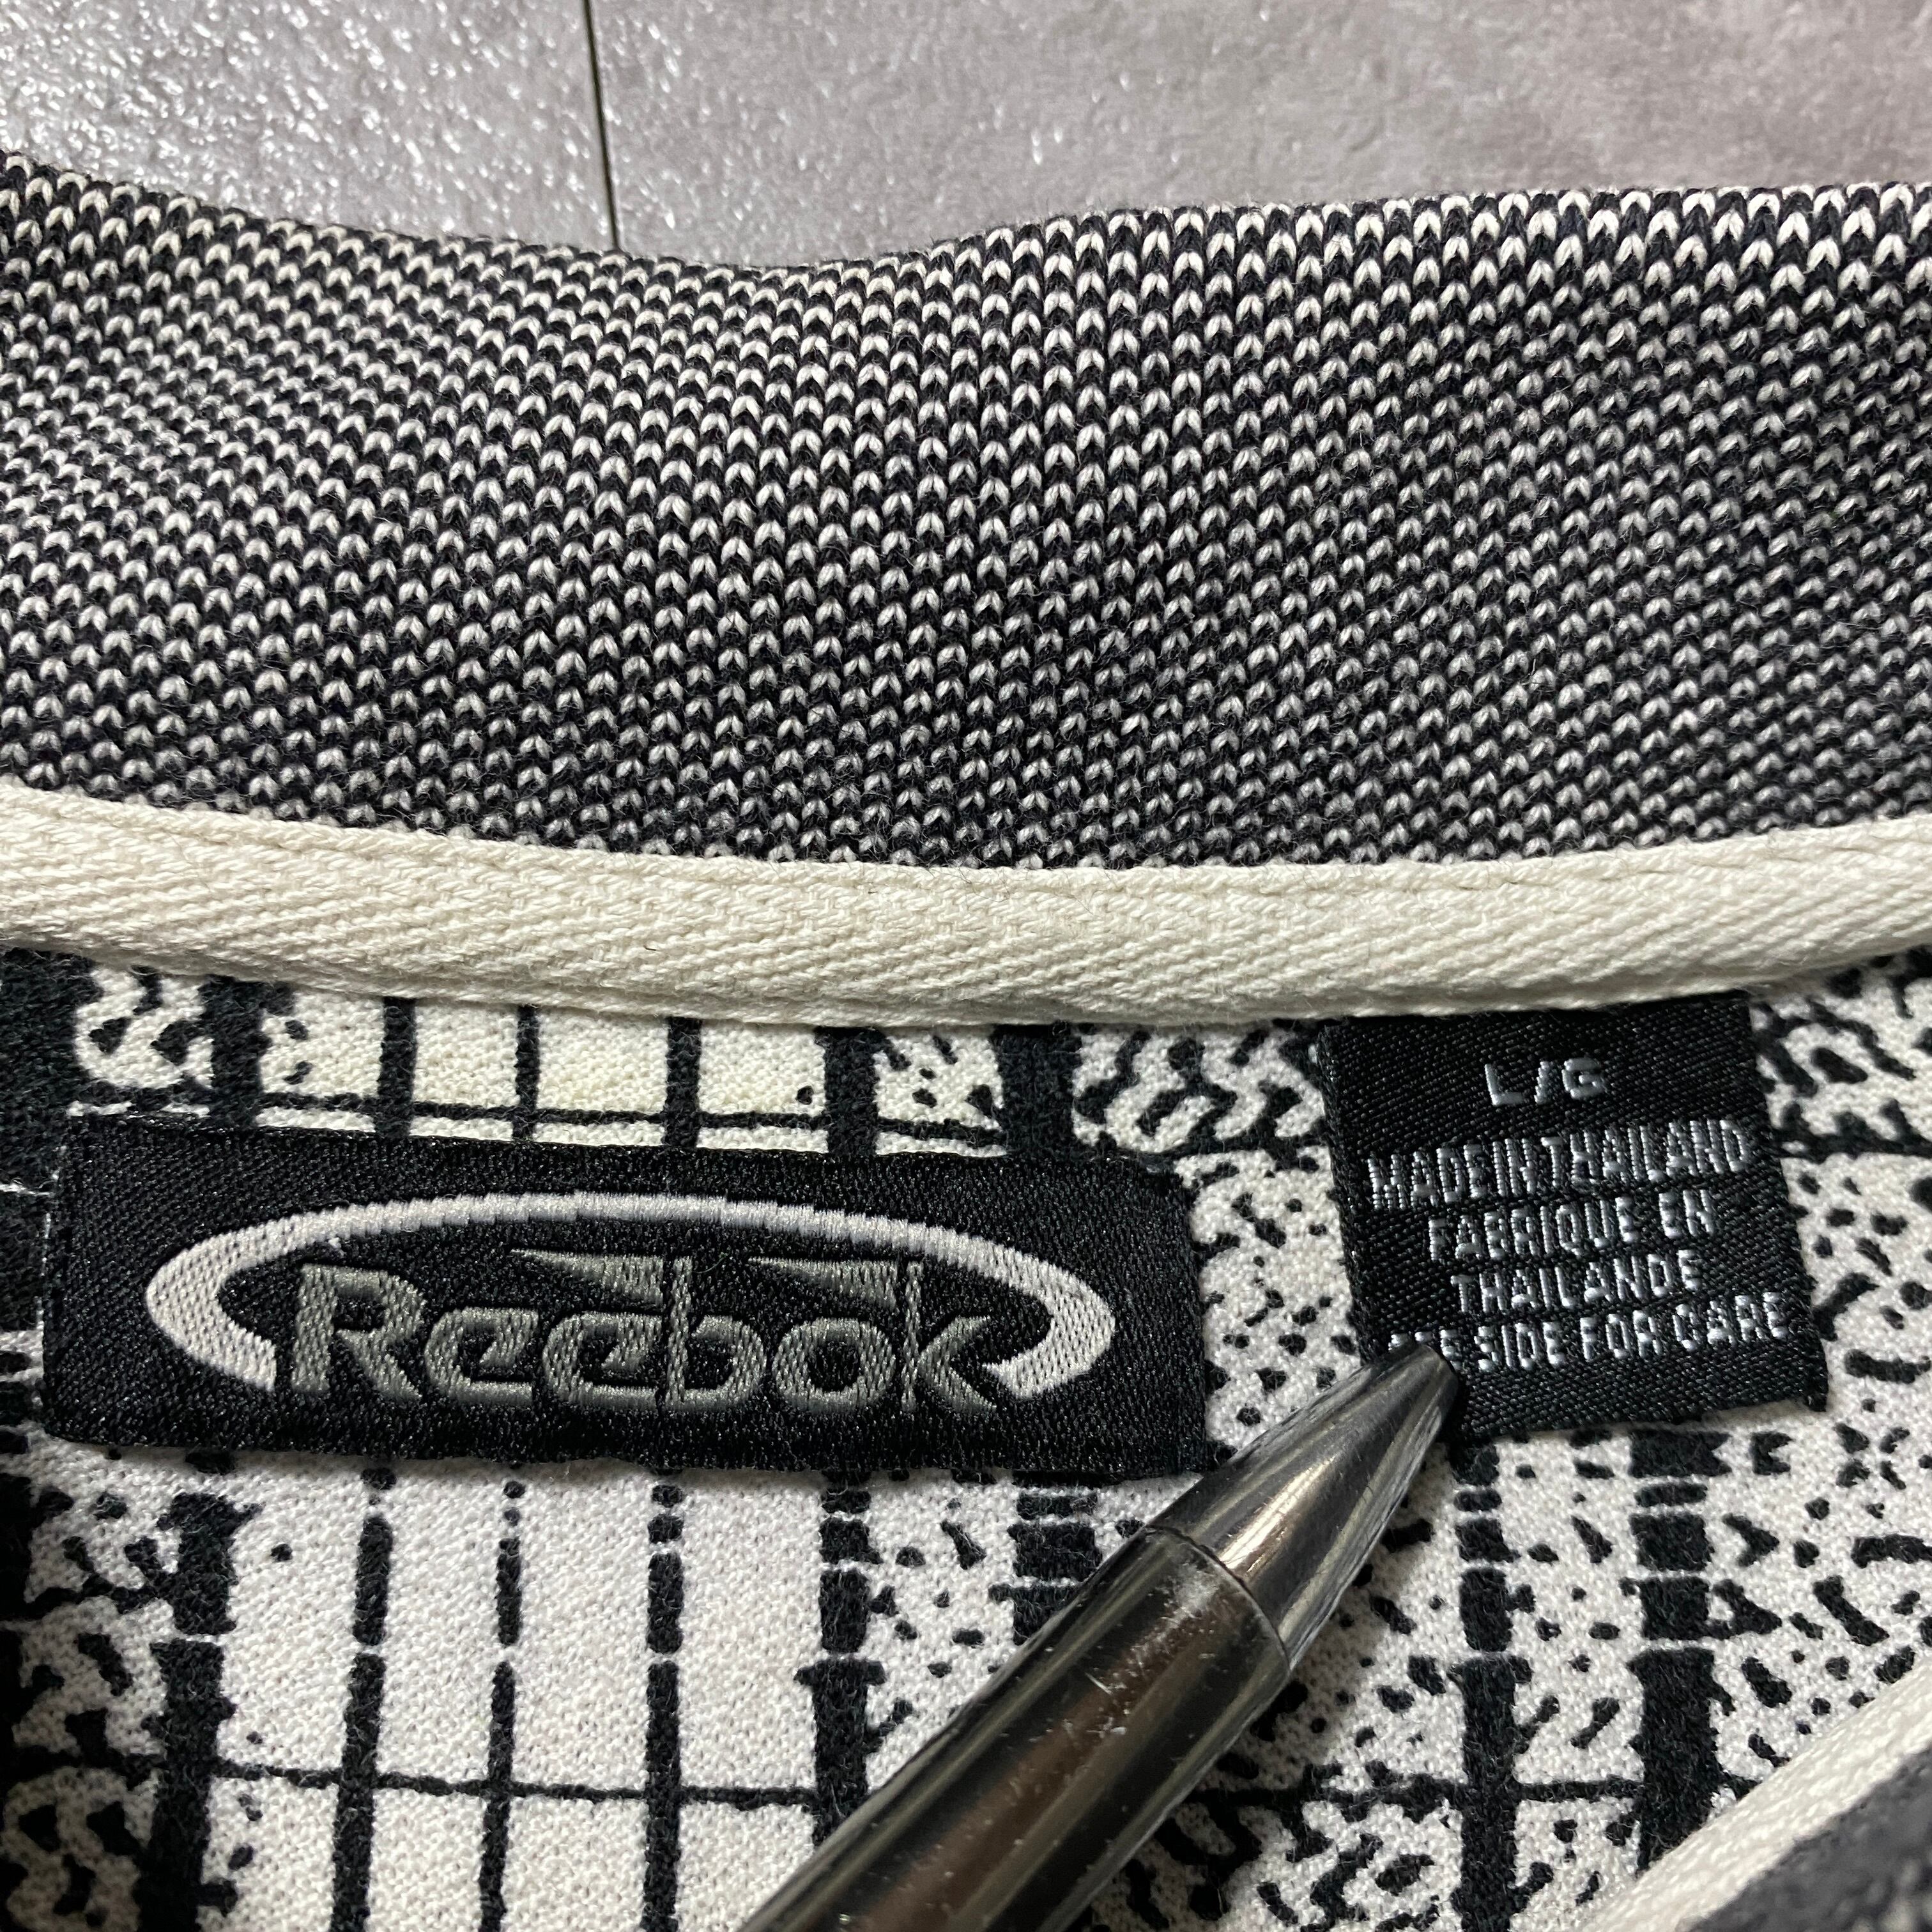 Reebok
L/G
MADE IN THAILAND
FABRIQUE EN
THAILANDE
SIDE FOR CARE